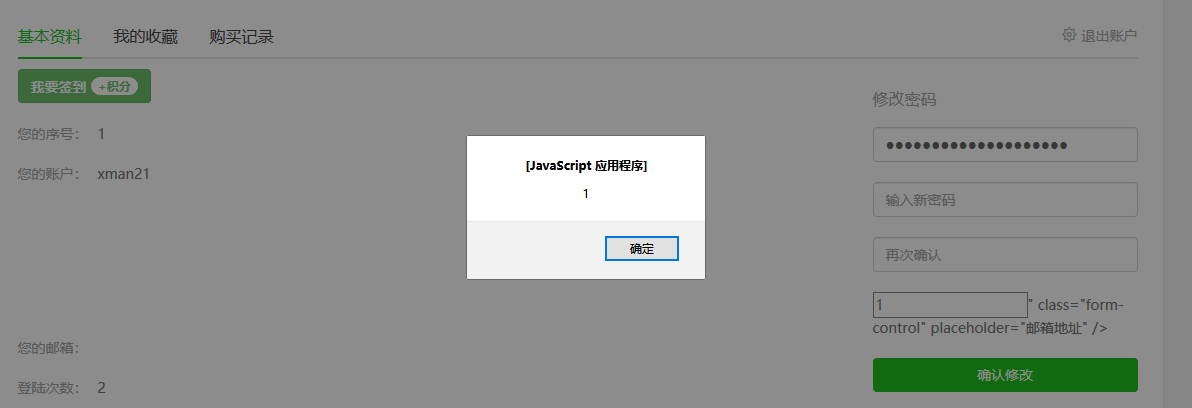 基本资料 我的收藏 购买记录 退出账户
我要签到 +积分
修改密码
您的序号: 1
●●●●●●●●●●●●●●●●●●●●
[JavaScript 应用程序]
1
您的账户: xman21
输入新密码
确定
再次确认
1" class="form-
control" placeholder="邮箱地址" />
您的邮箱:
确认修改
登陆次数: 2